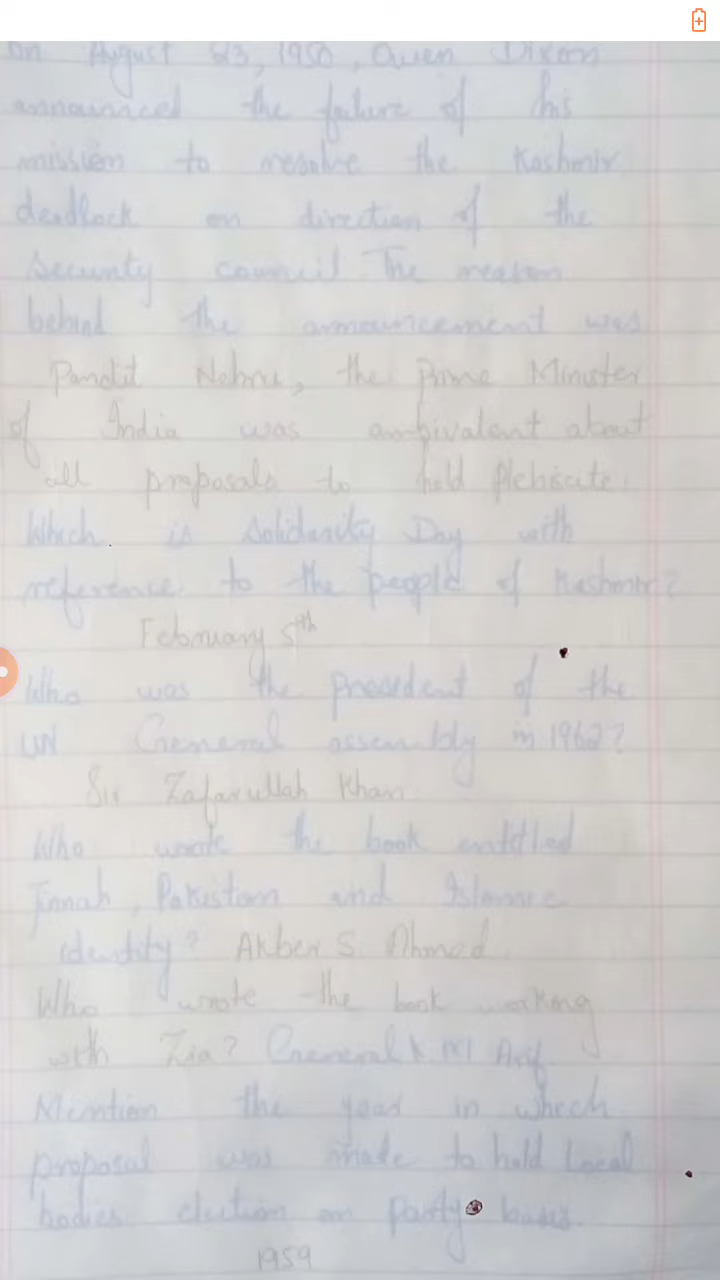 On August 23, 1950, Owen Dixon
announced the failure of his
mission to resolve the Kashmir
deadlock on direction of the
security council. The reason
behind the announcement was
Pandit Nehru, the Prime Minister
of India was ambivalent about
all proposals to hold plebiscite.
Which is Solidarity Day with
reference to the people of Kashmir?
February 5th
Who was the president of the
UN General assembly in 1962?
Sir Zafarullah Khan
Who wrote the book entitled
Jinnah, Pakistan and Islamic
identity? Akber S. Ahmad
Who wrote the book working
with Zia? General K M Arif
Mention the year in which
proposal was made to hold Local
bodies election on party basis.
1959